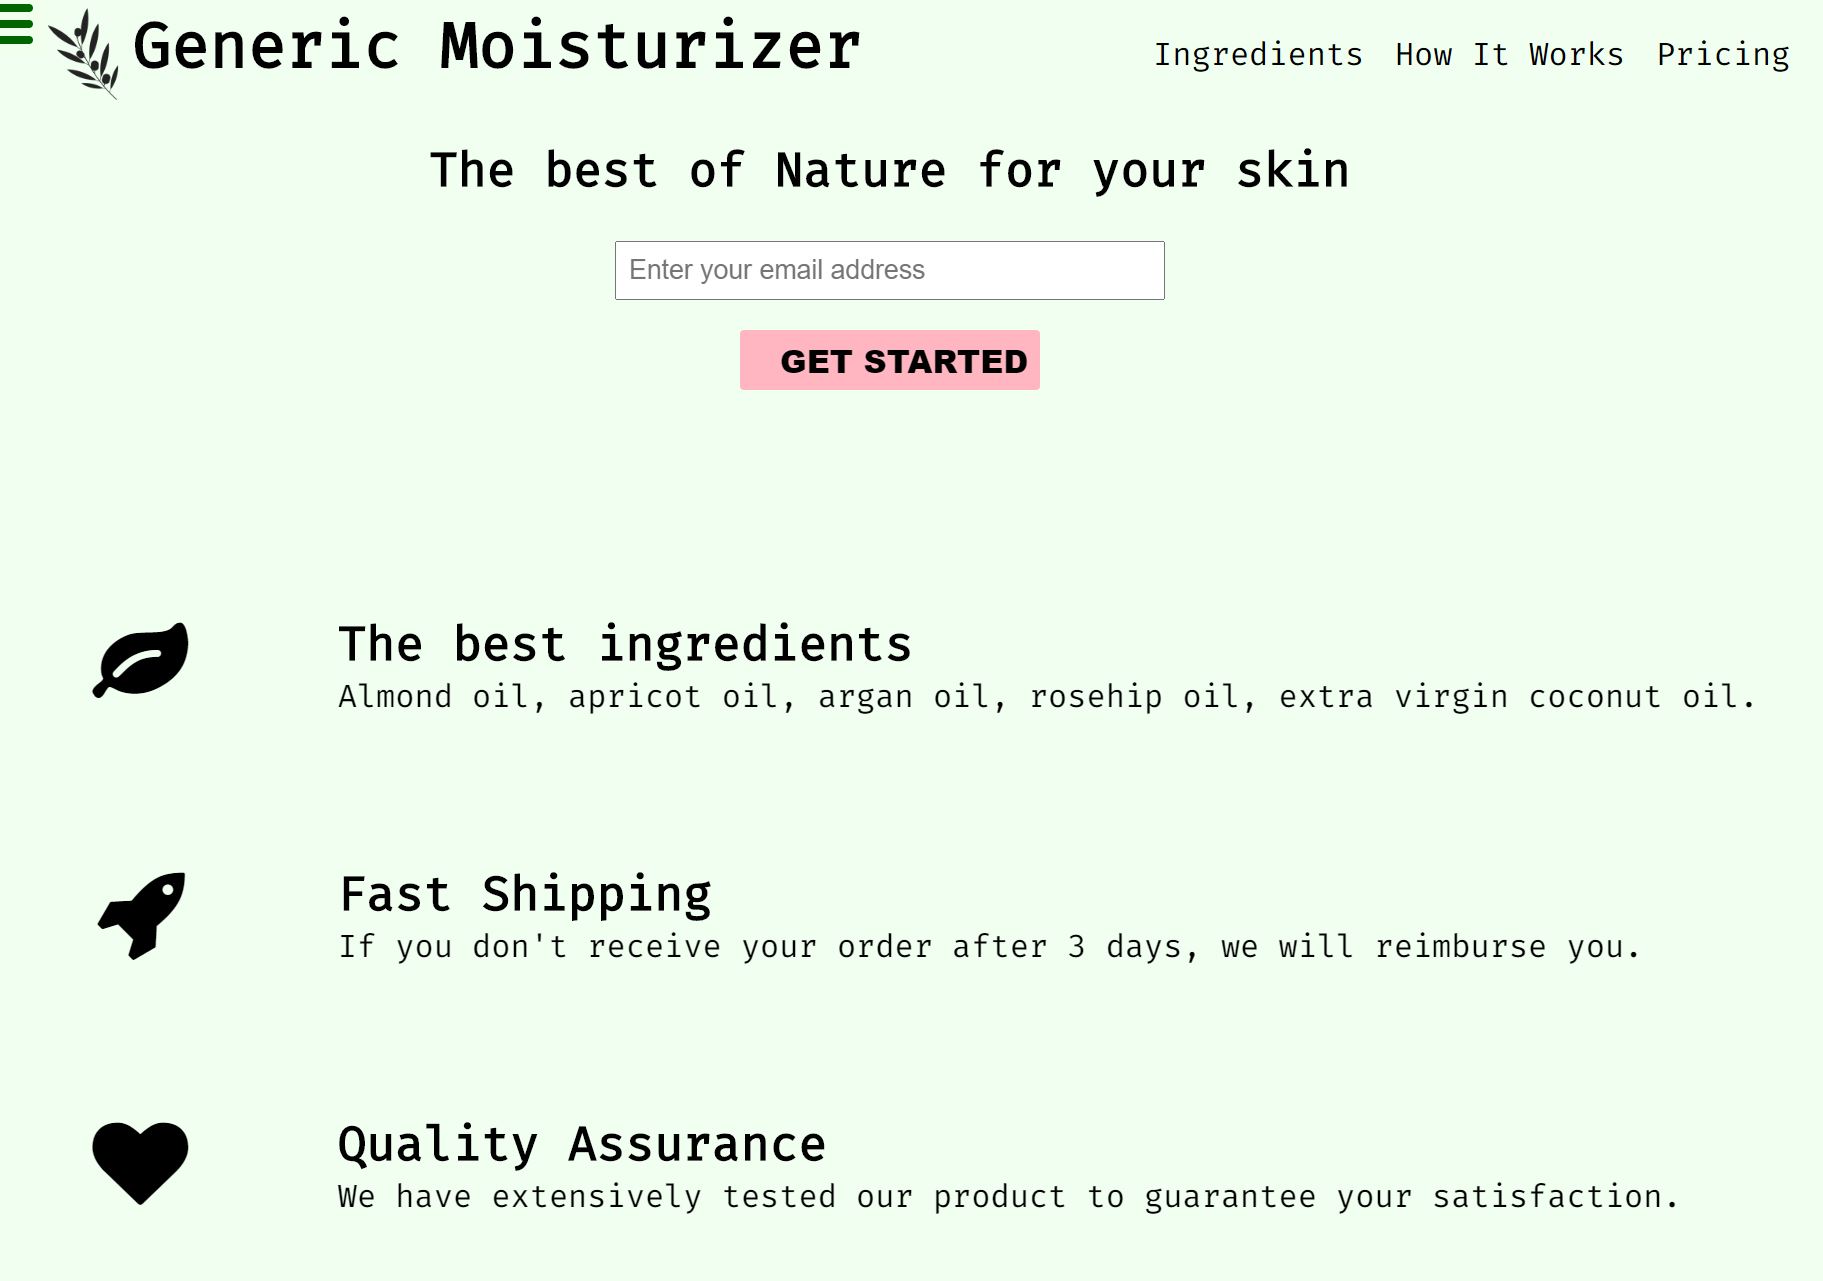 Generic Moisturizer
Ingredients How It Works Pricing
The best of Nature for your skin
Enter your email address
GET STARTED
The best ingredients
Almond oil, apricot oil, argan oil, rosehip oil, extra virgin coconut oil.
Fast Shipping
If you don't receive your order after 3 days, we will reimburse you.
Quality Assurance
We have extensively tested our product to guarantee your satisfaction.